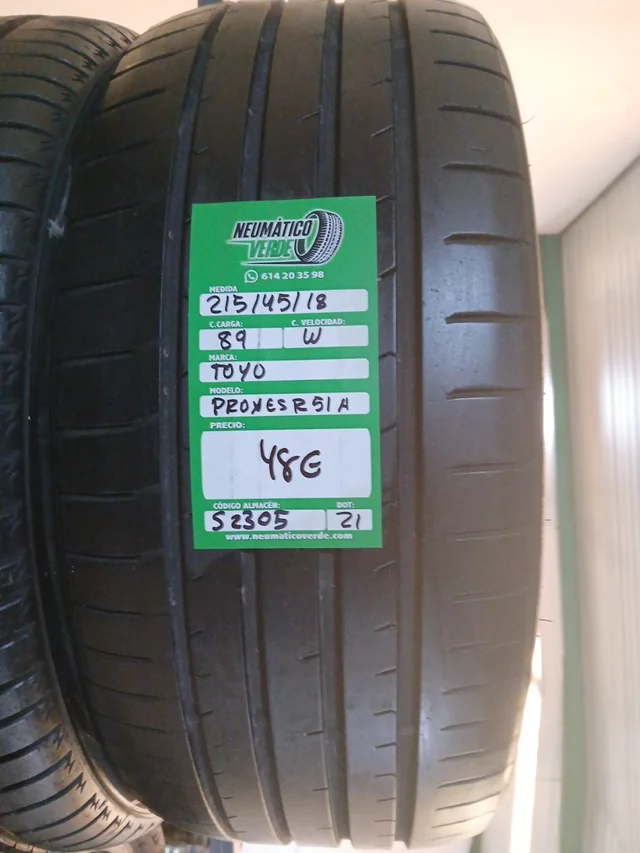 NEUMÁTICO
VERDE
614 20 35 98
MEDIDA
215/45/18
C.CARGA: C. VELOCIDAD:
89 W
MARCA:
TOYO
MODELO:
PROXES R51A
PRECIO:
48€
CÓDIGO ALMACÉN: DOT:
S2305 21
www.neumaticoverde.com